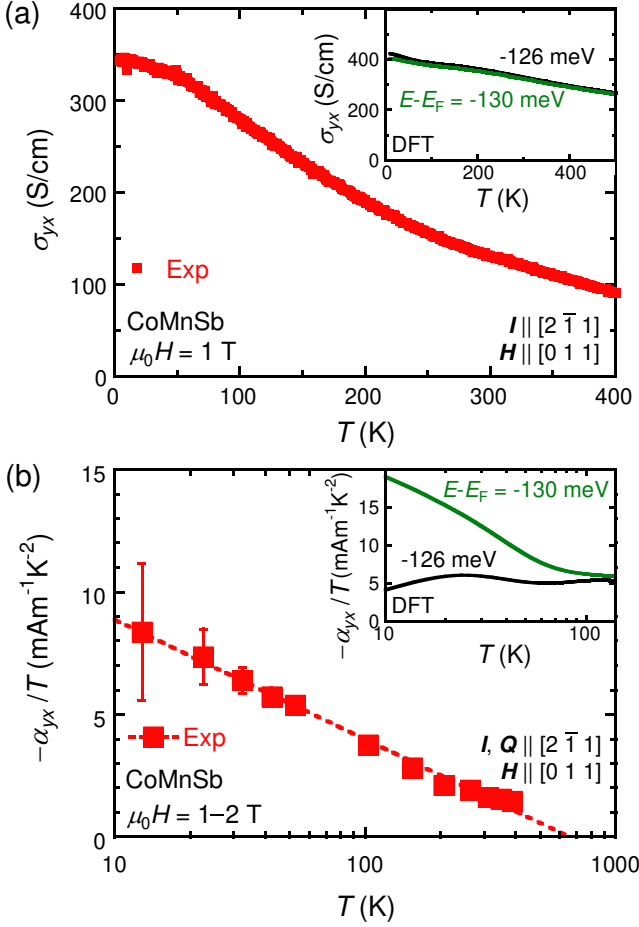 (a)
400
300
200
100
0
σyx (S/cm)
0
100
200
300
400
T (K)
Exp
CoMnSb
μ0H = 1 T
I || [2 1̅ 1]
H || [0 1 1]
600
400
200
0
σyx (S/cm)
-126 meV
E-EF = -130 meV
DFT
0
200
400
T (K)
(b)
15
10
5
0
−αyx /T (mAm-1K-2)
10
100
1000
T (K)
Exp
CoMnSb
μ0H = 1−2 T
I, Q || [2 1̅ 1]
H || [0 1 1]
15
10
5
0
−αyx /T (mAm-1K-2)
E-EF = -130 meV
-126 meV
DFT
10
100
T (K)